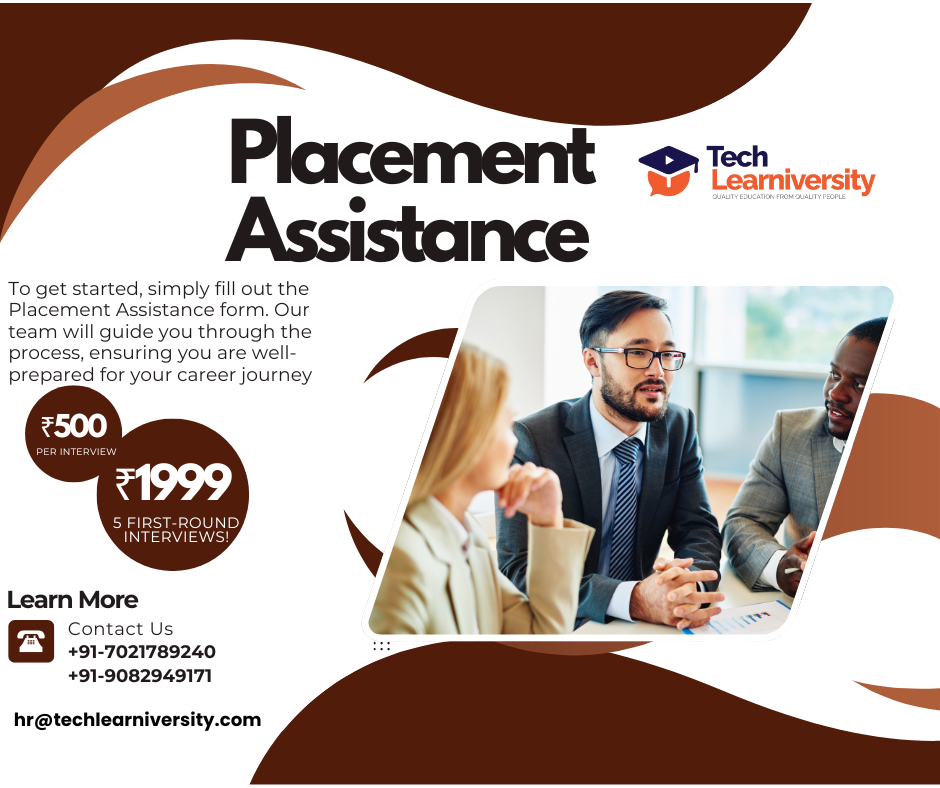 Placement
Assistance
Tech
Learniversity
QUALITY EDUCATION FROM QUALITY PEOPLE
To get started, simply fill out the
Placement Assistance form. Our
team will guide you through the
process, ensuring you are well-
prepared for your career journey
₹500
PER INTERVIEW
₹1999
5 FIRST-ROUND
INTERVIEWS!
Learn More
Contact Us
+91-7021789240
+91-9082949171
hr@techlearniversity.com